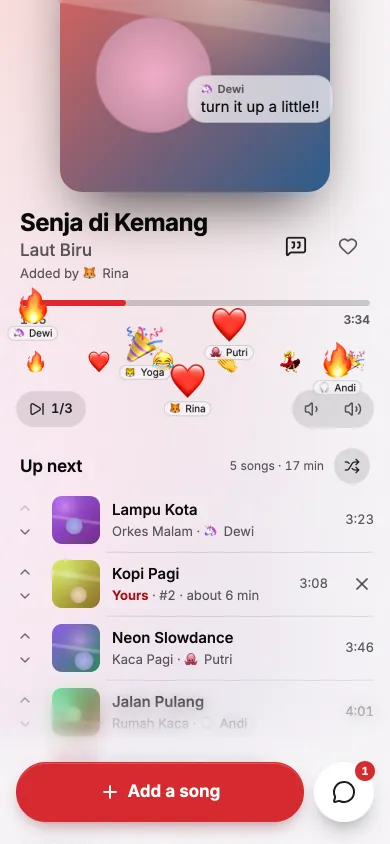 Dewi
turn it up a little!!
Senja di Kemang
Laut Biru
Added by 🦊 Rina
3:34
Dewi
Putri
Yoga
Andi
Rina
1/3
Up next
5 songs · 17 min
Lampu Kota
Orkes Malam · 🦄 Dewi
3:23
Kopi Pagi
Yours · #2 · about 6 min
3:08
Neon Slowdance
Kaca Pagi · 🐙 Putri
3:46
Jalan Pulang
Rumah Kaca · Andi
4:01
Add a song
1